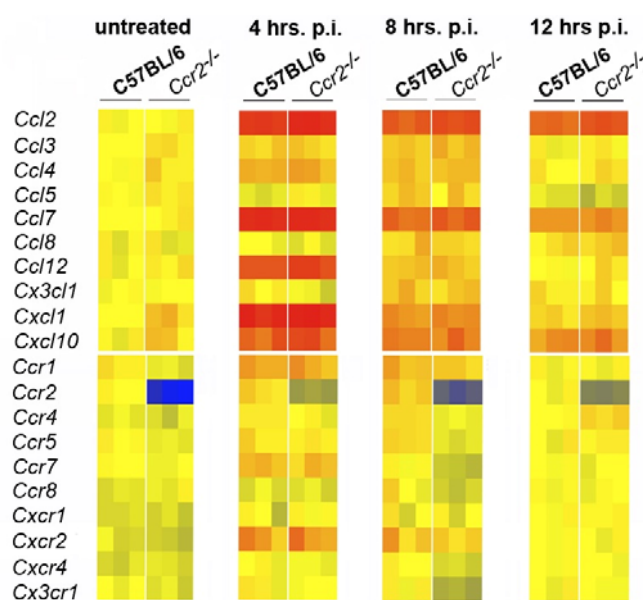 untreated 4 hrs. p.i. 8 hrs. p.i. 12 hrs p.i.
C57BL/6 Ccr2-/- C57BL/6 Ccr2-/- C57BL/6 Ccr2-/- C57BL/6 Ccr2-/-
Ccl2
Ccl3
Ccl4
Ccl5
Ccl7
Ccl8
Ccl12
Cx3cl1
Cxcl1
Cxcl10
Ccr1
Ccr2
Ccr4
Ccr5
Ccr7
Ccr8
Cxcr1
Cxcr2
Cxcr4
Cx3cr1